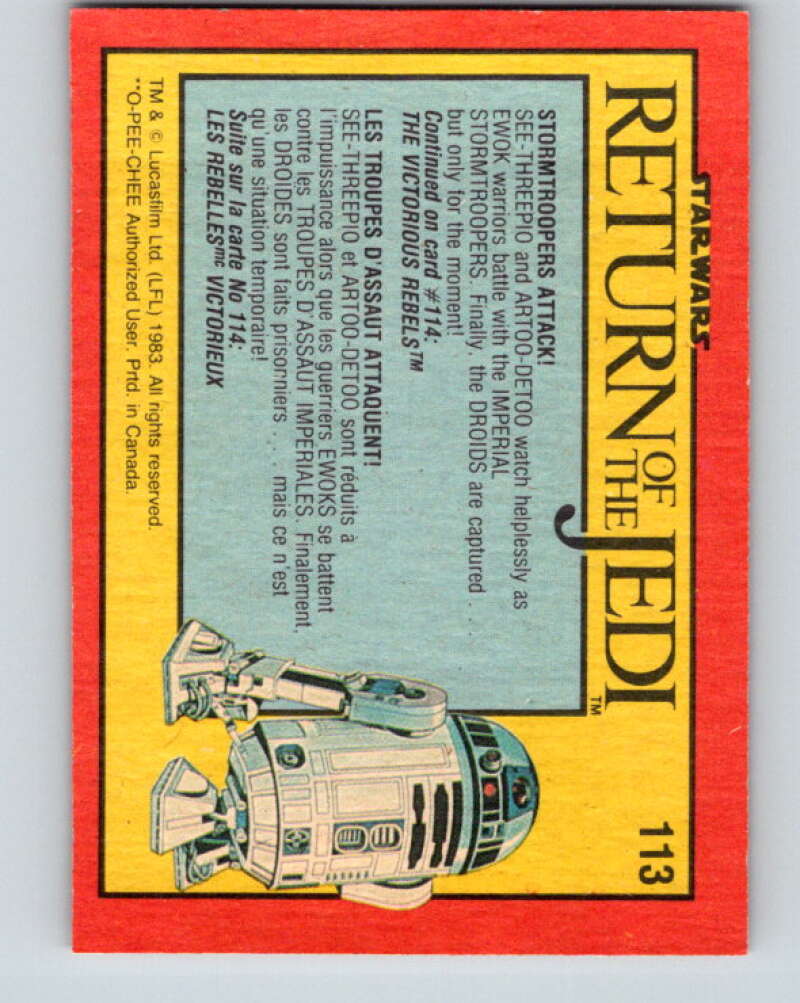 STAR WARS
RETURN OF THE JEDI™
113
STORMTROOPERS ATTACK!
SEE-THREEPIO and ARTOO-DETOO watch helplessly as
EWOK warriors battle with the IMPERIAL
STORMTROOPERS. Finally, the DROIDS are captured . . .
but only for the moment!
Continued on card #114:
THE VICTORIOUS REBELS™
LES TROUPES D'ASSAUT ATTAQUENT!
SEE-THREEPIO et ARTOO-DETOO sont réduits à
l'impuissance alors que les guerriers EWOKS se battent
contre les TROUPES D'ASSAUT IMPERIALES. Finalement,
les DROIDES sont faits prisonniers . . . mais ce n'est
qu'une situation temporaire!
Suite sur la carte No 114:
LES REBELLESmc VICTORIEUX
TM & © Lucasfilm Ltd. (LFL) 1983. All rights reserved.
**O-PEE-CHEE Authorized User. Prtd. in Canada.